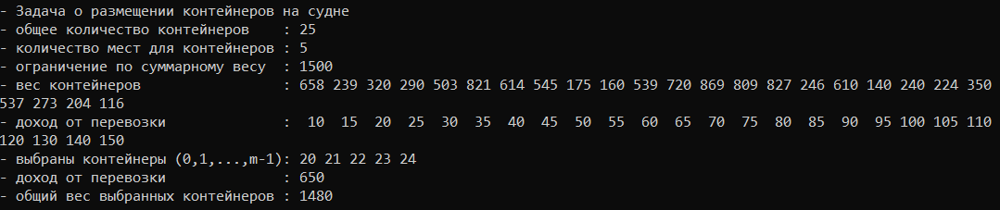 - Задача о размещении контейнеров на судне
- общее количество контейнеров    : 25
- количество мест для контейнеров : 5
- ограничение по суммарному весу  : 1500
- вес контейнеров                 : 658 239 320 290 503 821 614 545 175 160 539 720 869 809 827 246 610 140 240 224 350
537 273 204 116
- доход от перевозки              :  10  15  20  25  30  35  40  45  50  55  60  65  70  75  80  85  90  95 100 105 110
120 130 140 150
- выбраны контейнеры (0,1,...,m-1): 20 21 22 23 24
- доход от перевозки              : 650
- общий вес выбранных контейнеров : 1480